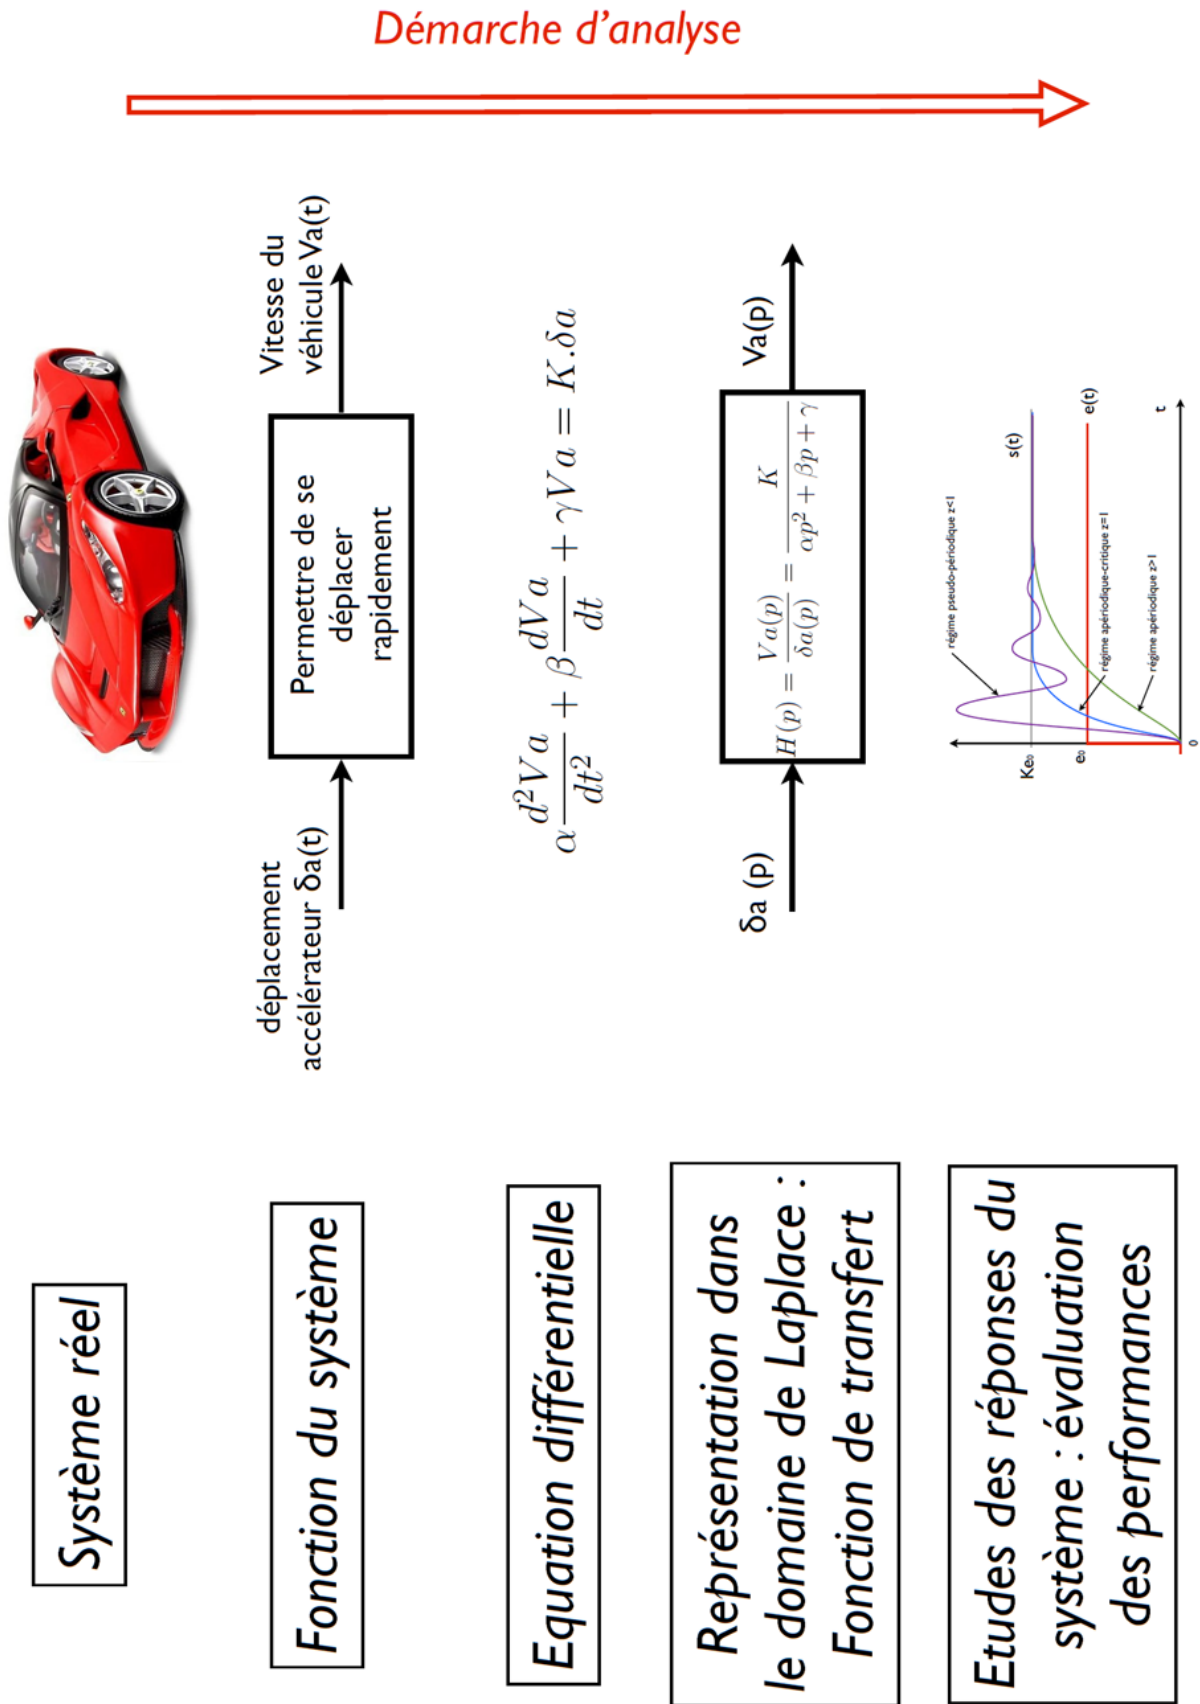 Démarche d'analyse
Système réel
Fonction du système
déplacement
accélérateur δa(t)
Permettre de se
déplacer
rapidement
Vitesse du
véhicule Va(t)
Equation différentielle
α d²Va/dt² + β dVa/dt + γVa = K.δa
Représentation dans
le domaine de Laplace :
Fonction de transfert
δa (p)
H(p) = Va(p)/δa(p) = K/(αp² + βp + γ)
Va(p)
Etudes des réponses du
système : évaluation
des performances
régime pseudo-périodique z<1
s(t)
Ke₀
régime apériodique-critique z=1
e₀
e(t)
régime apériodique z>1
t
0